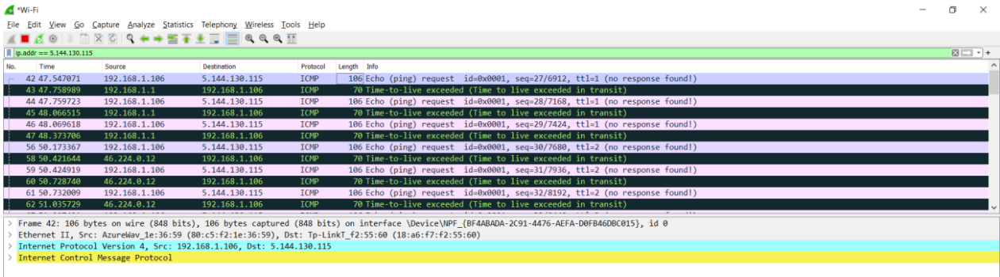 *Wi-Fi
File Edit View Go Capture Analyze Statistics Telephony Wireless Tools Help
ip.addr == 5.144.130.115
No. Time Source Destination Protocol Length Info
42 47.547071 192.168.1.106 5.144.130.115 ICMP 106 Echo (ping) request id=0x0001, seq=27/6912, ttl=1 (no response found!)
43 47.758989 192.168.1.1 192.168.1.106 ICMP 70 Time-to-live exceeded (Time to live exceeded in transit)
44 47.759723 192.168.1.106 5.144.130.115 ICMP 106 Echo (ping) request id=0x0001, seq=28/7168, ttl=1 (no response found!)
45 48.066515 192.168.1.1 192.168.1.106 ICMP 70 Time-to-live exceeded (Time to live exceeded in transit)
46 48.069618 192.168.1.106 5.144.130.115 ICMP 106 Echo (ping) request id=0x0001, seq=29/7424, ttl=1 (no response found!)
47 48.373706 192.168.1.1 192.168.1.106 ICMP 70 Time-to-live exceeded (Time to live exceeded in transit)
56 50.173367 192.168.1.106 5.144.130.115 ICMP 106 Echo (ping) request id=0x0001, seq=30/7680, ttl=2 (no response found!)
58 50.421644 46.224.0.12 192.168.1.106 ICMP 70 Time-to-live exceeded (Time to live exceeded in transit)
59 50.424919 192.168.1.106 5.144.130.115 ICMP 106 Echo (ping) request id=0x0001, seq=31/7936, ttl=2 (no response found!)
60 50.728740 46.224.0.12 192.168.1.106 ICMP 70 Time-to-live exceeded (Time to live exceeded in transit)
61 50.732009 192.168.1.106 5.144.130.115 ICMP 106 Echo (ping) request id=0x0001, seq=32/8192, ttl=2 (no response found!)
62 51.035729 46.224.0.12 192.168.1.106 ICMP 70 Time-to-live exceeded (Time to live exceeded in transit)
> Frame 42: 106 bytes on wire (848 bits), 106 bytes captured (848 bits) on interface \Device\NPF_{BF4ABADA-2C91-4476-AEFA-D0FB46DBC015}, id 0
> Ethernet II, Src: AzureWav_1e:36:59 (80:c5:f2:1e:36:59), Dst: Tp-LinkT_f2:55:60 (18:a6:f7:f2:55:60)
> Internet Protocol Version 4, Src: 192.168.1.106, Dst: 5.144.130.115
> Internet Control Message Protocol